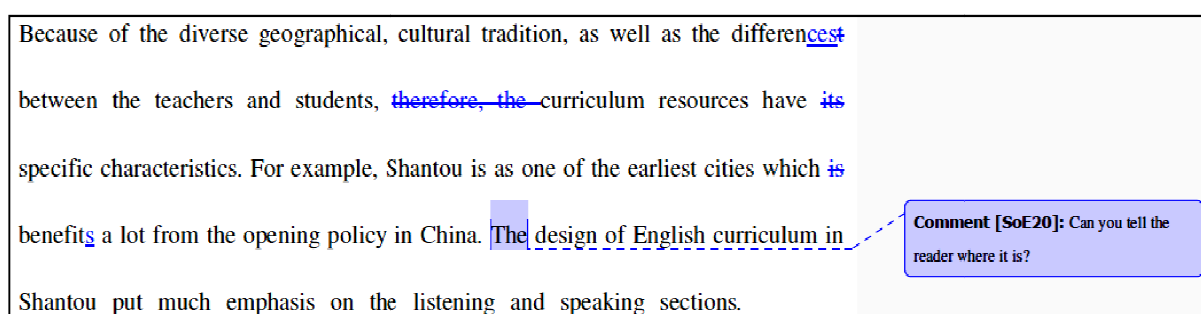 Because of the diverse geographical, cultural tradition, as well as the differencest
between the teachers and students, therefore, the curriculum resources have its
specific characteristics. For example, Shantou is as one of the earliest cities which is
benefits a lot from the opening policy in China. The design of English curriculum in
Shantou put much emphasis on the listening and speaking sections.
Comment [SoE20]: Can you tell the
reader where it is?